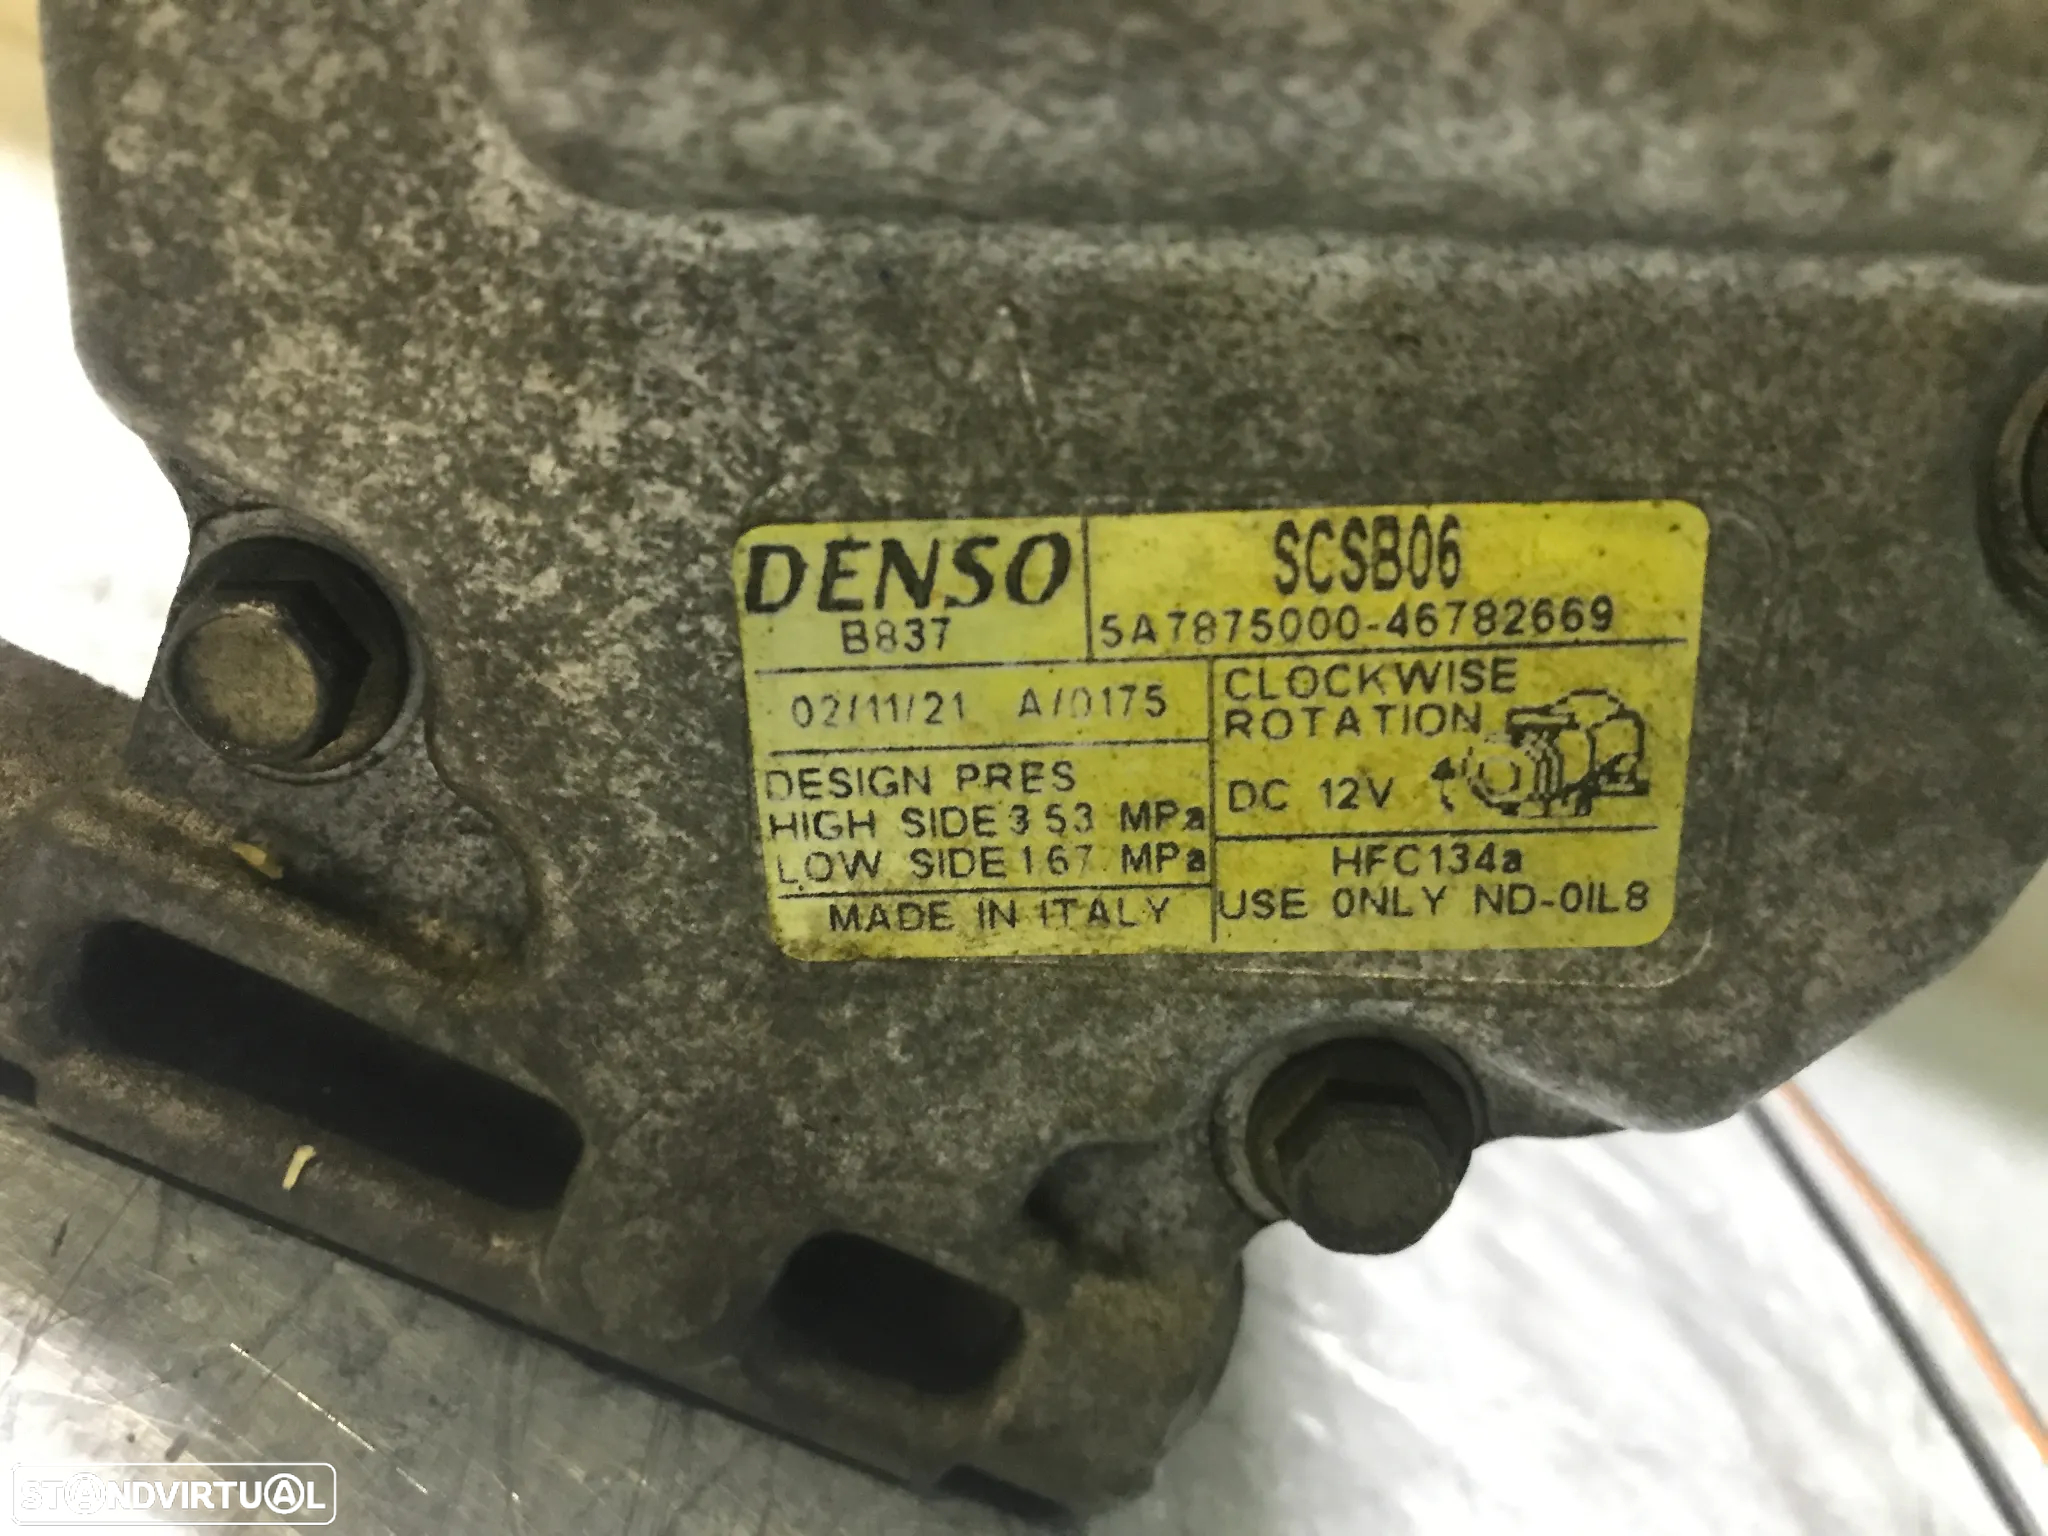 DENSO
B837
SCSB06
5A7875000-46782669
02/11/21 A/0175
CLOCKWISE
ROTATION
DC 12V
DESIGN PRES
HIGH SIDE 3 53 MPa
LOW SIDE 1 67 MPa
HFC134a
USE ONLY ND-OIL8
MADE IN ITALY
STANDVIRTUAL